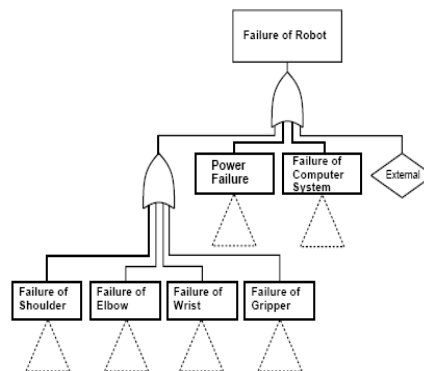 Failure of Robot
Power
Failure
Failure of
Computer
System
External
Failure of
Shoulder
Failure of
Elbow
Failure of
Wrist
Failure of
Gripper